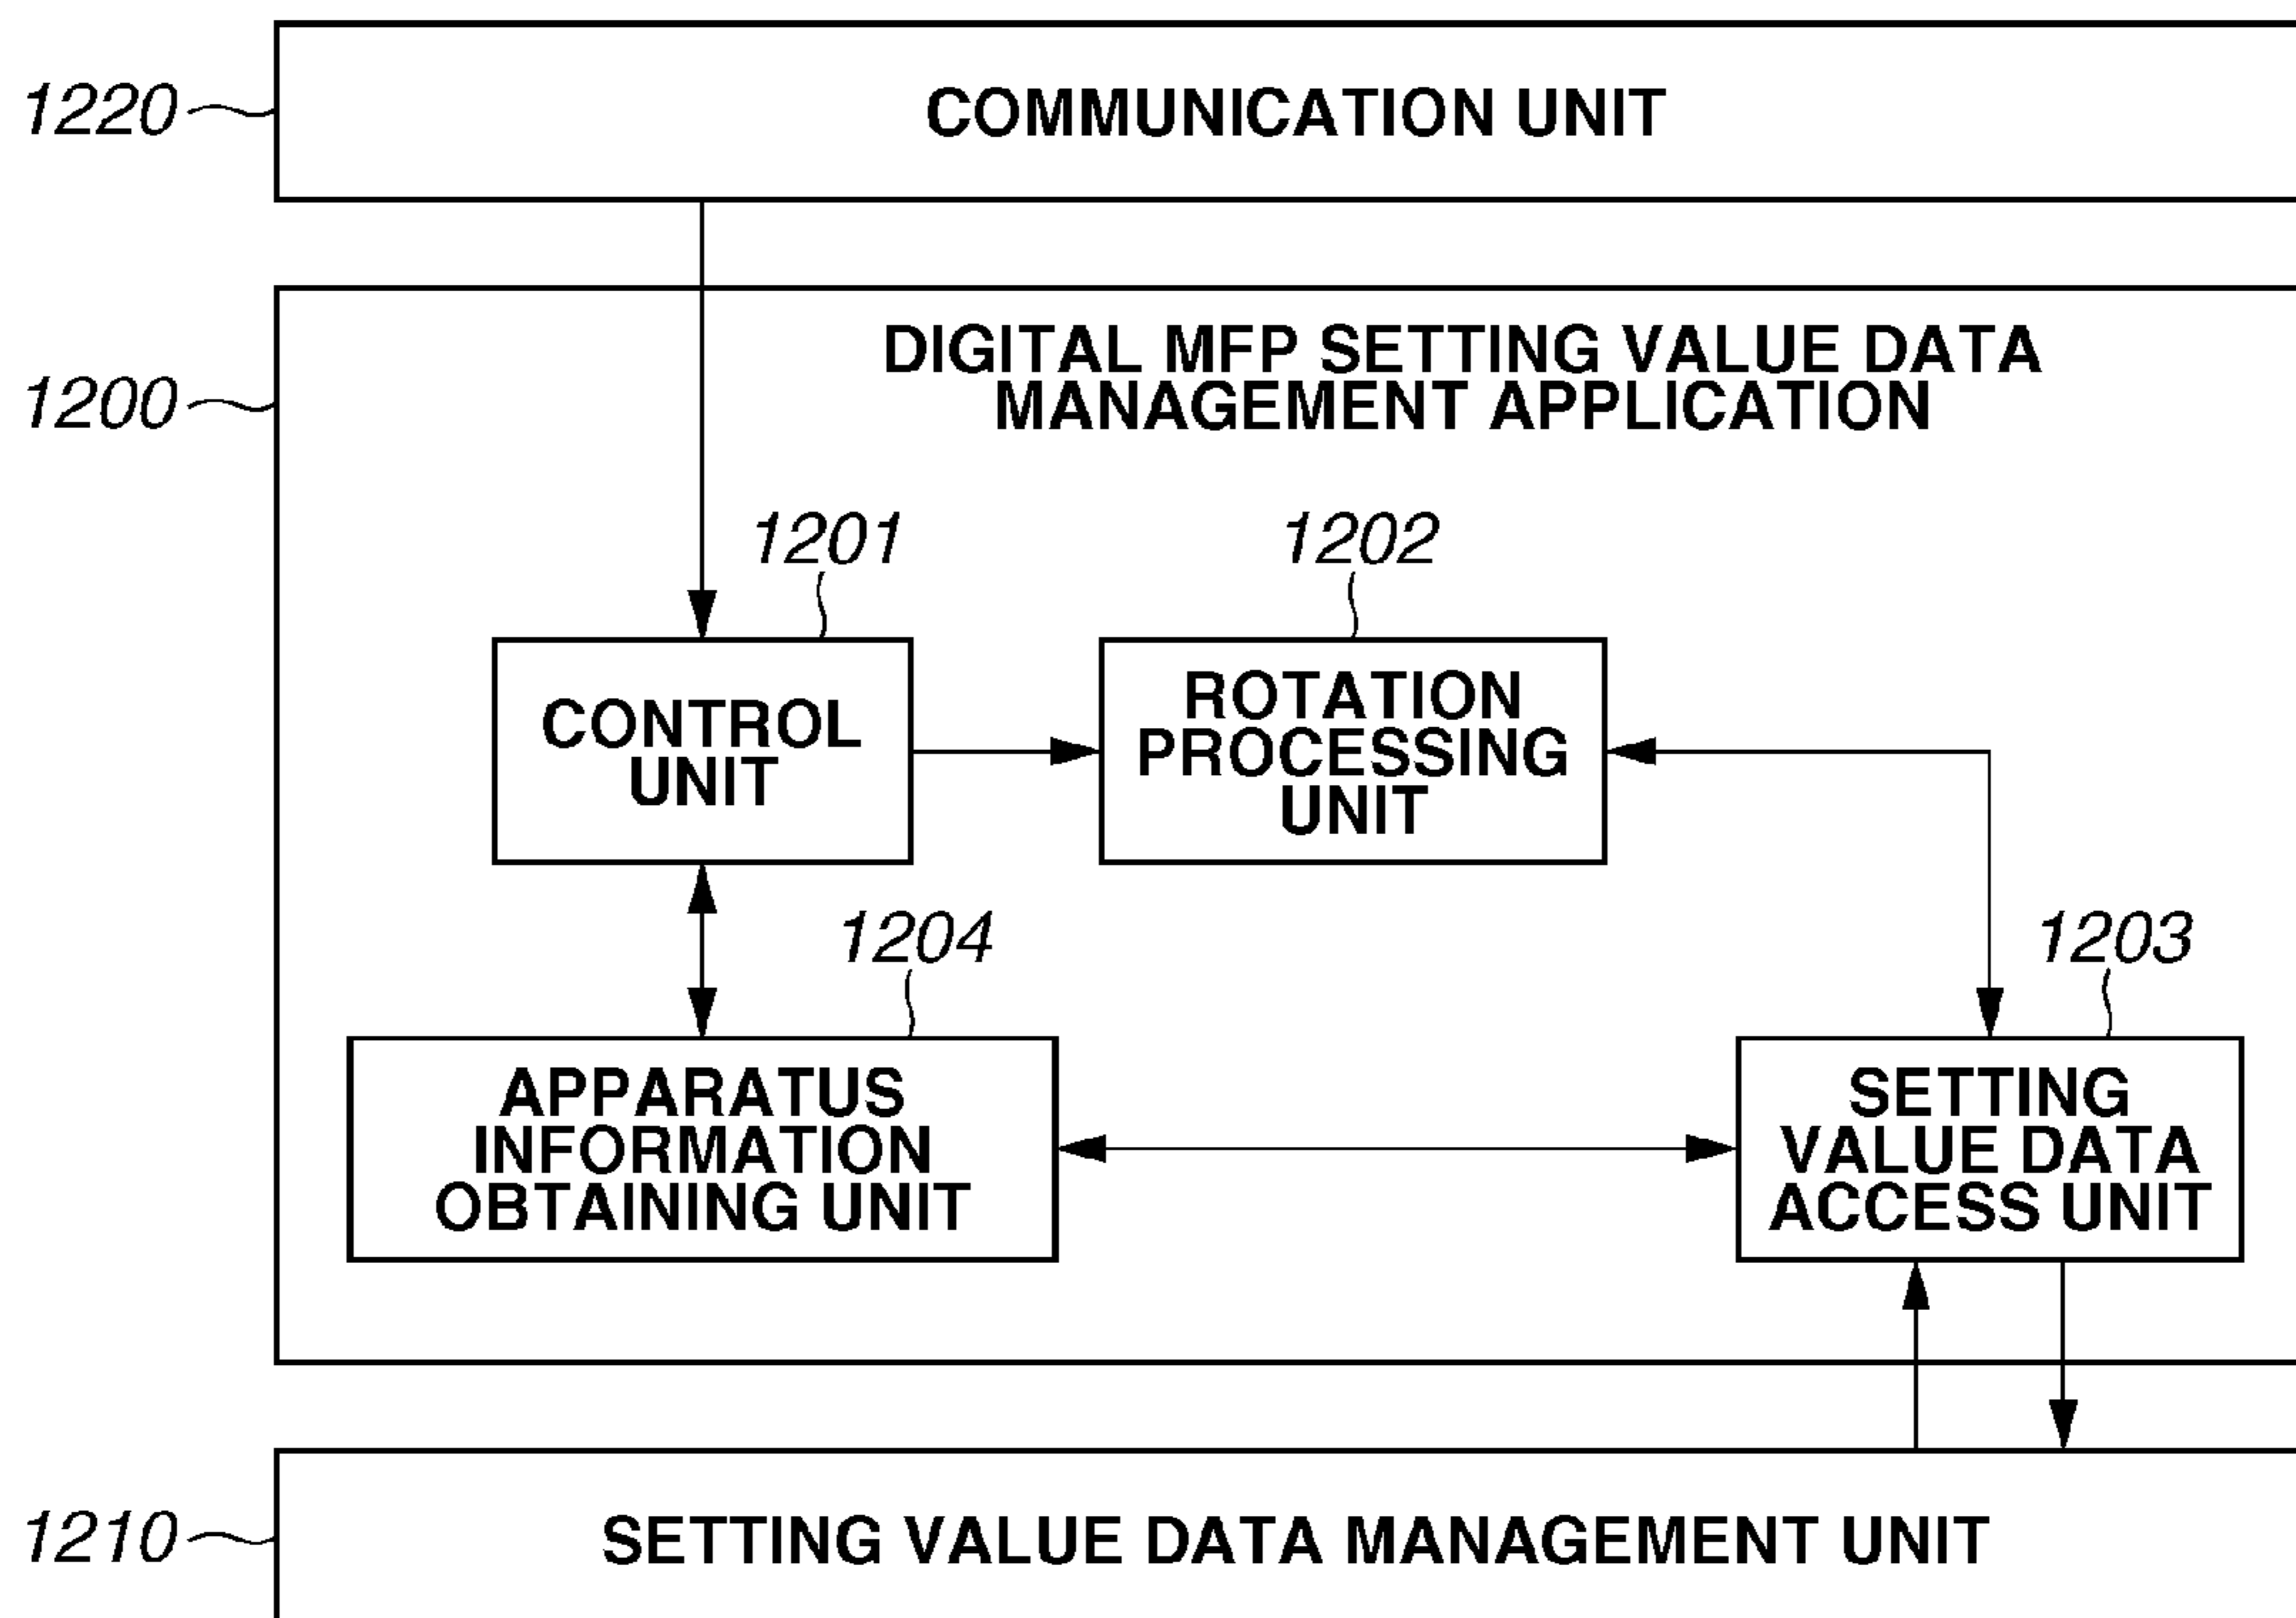 1220
COMMUNICATION UNIT
1200
DIGITAL MFP SETTING VALUE DATA
MANAGEMENT APPLICATION
1201
1202
CONTROL
UNIT
ROTATION
PROCESSING
UNIT
1204
1203
APPARATUS
INFORMATION
OBTAINING UNIT
SETTING
VALUE DATA
ACCESS UNIT
1210
SETTING VALUE DATA MANAGEMENT UNIT